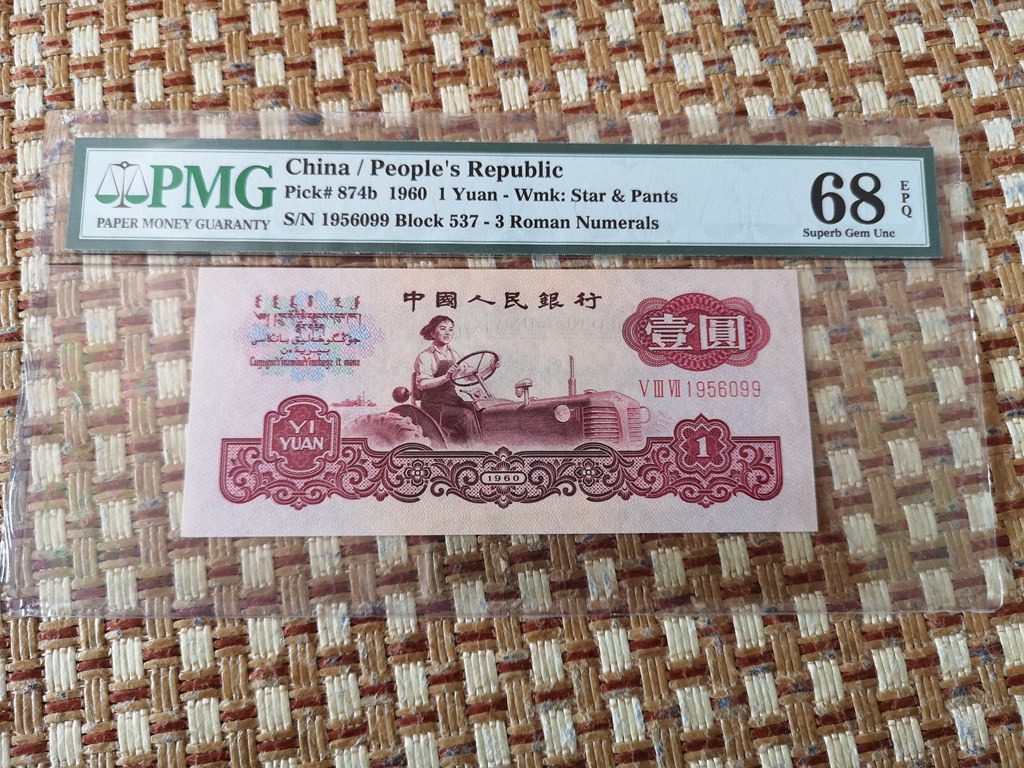 PMG
PAPER MONEY GUARANTY
China / People's Republic
Pick# 874b 1960 1 Yuan - Wmk: Star & Pants
S/N 1956099 Block 537 - 3 Roman Numerals
68
EPQ
Superb Gem Unc
中國人民銀行
壹圓
V III VII 1956099
YI
YUAN
1
1960